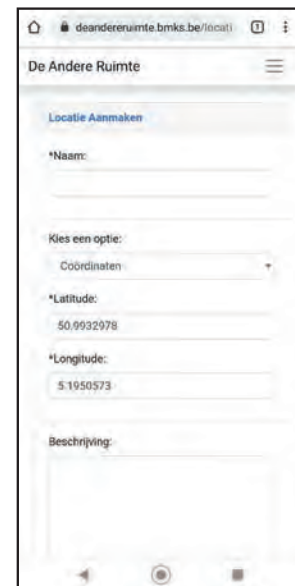 deandereruimte.bmks.be/locati
1
De Andere Ruimte
Locatie Aanmaken
*Naam:
Kies een optie:
Coördinaten
*Latitude:
50.9932978
*Longitude:
5.1950573
Beschrijving: